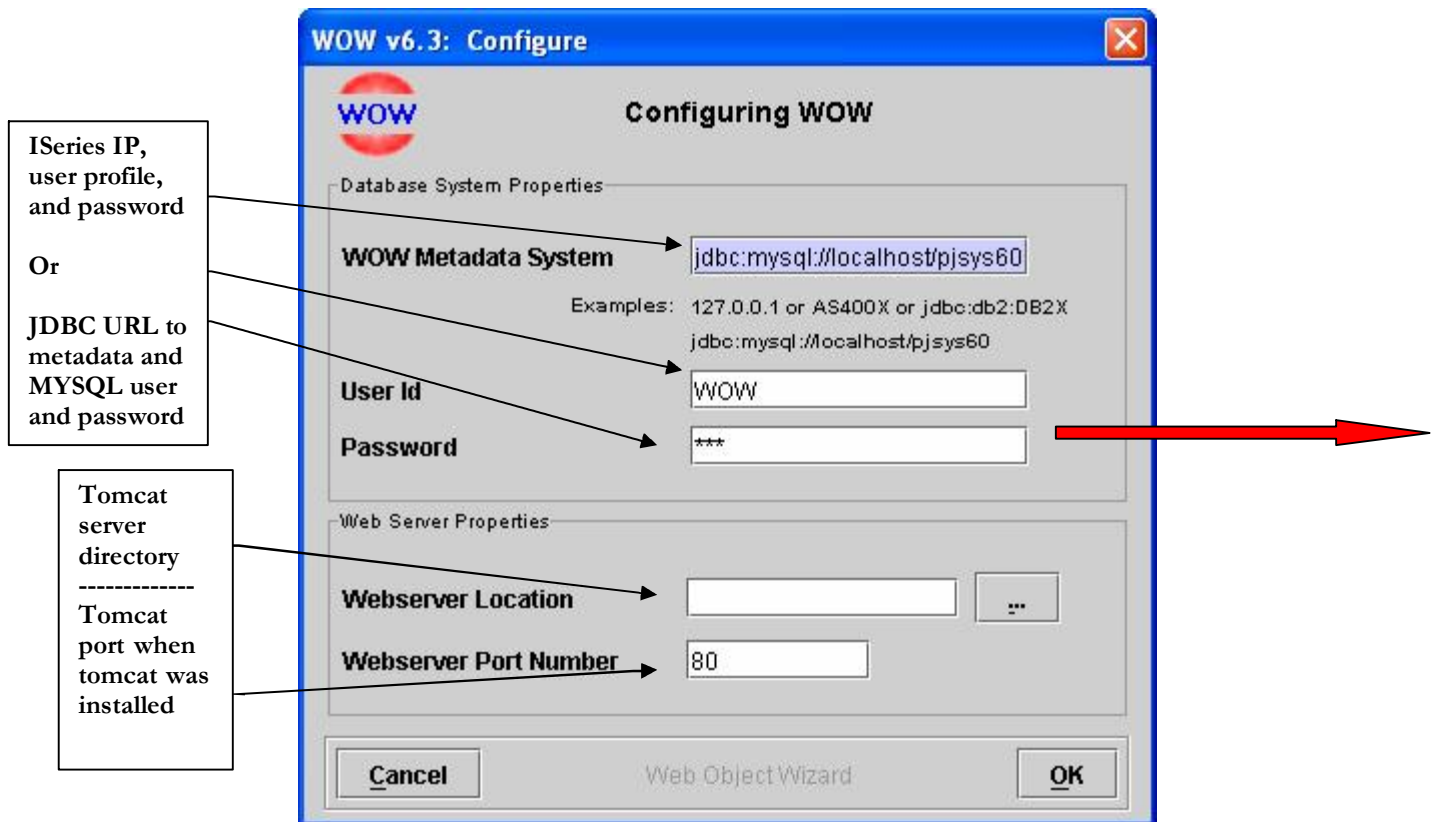 WOW v6.3: Configure
WOW
Configuring WOW
ISeries IP,
user profile,
and password
Or
JDBC URL to
metadata and
MYSQL user
and password
Database System Properties
WOW Metadata System
jdbc:mysql://localhost/pjsys60
Examples: 127.0.0.1 or AS400X or jdbc:db2:DB2X
jdbc:mysql://localhost/pjsys60
User Id
WOW
Password
***
Tomcat
server
directory
-------------
Tomcat
port when
tomcat was
installed
Web Server Properties
Webserver Location
...
Webserver Port Number
80
Cancel
Web Object Wizard
OK